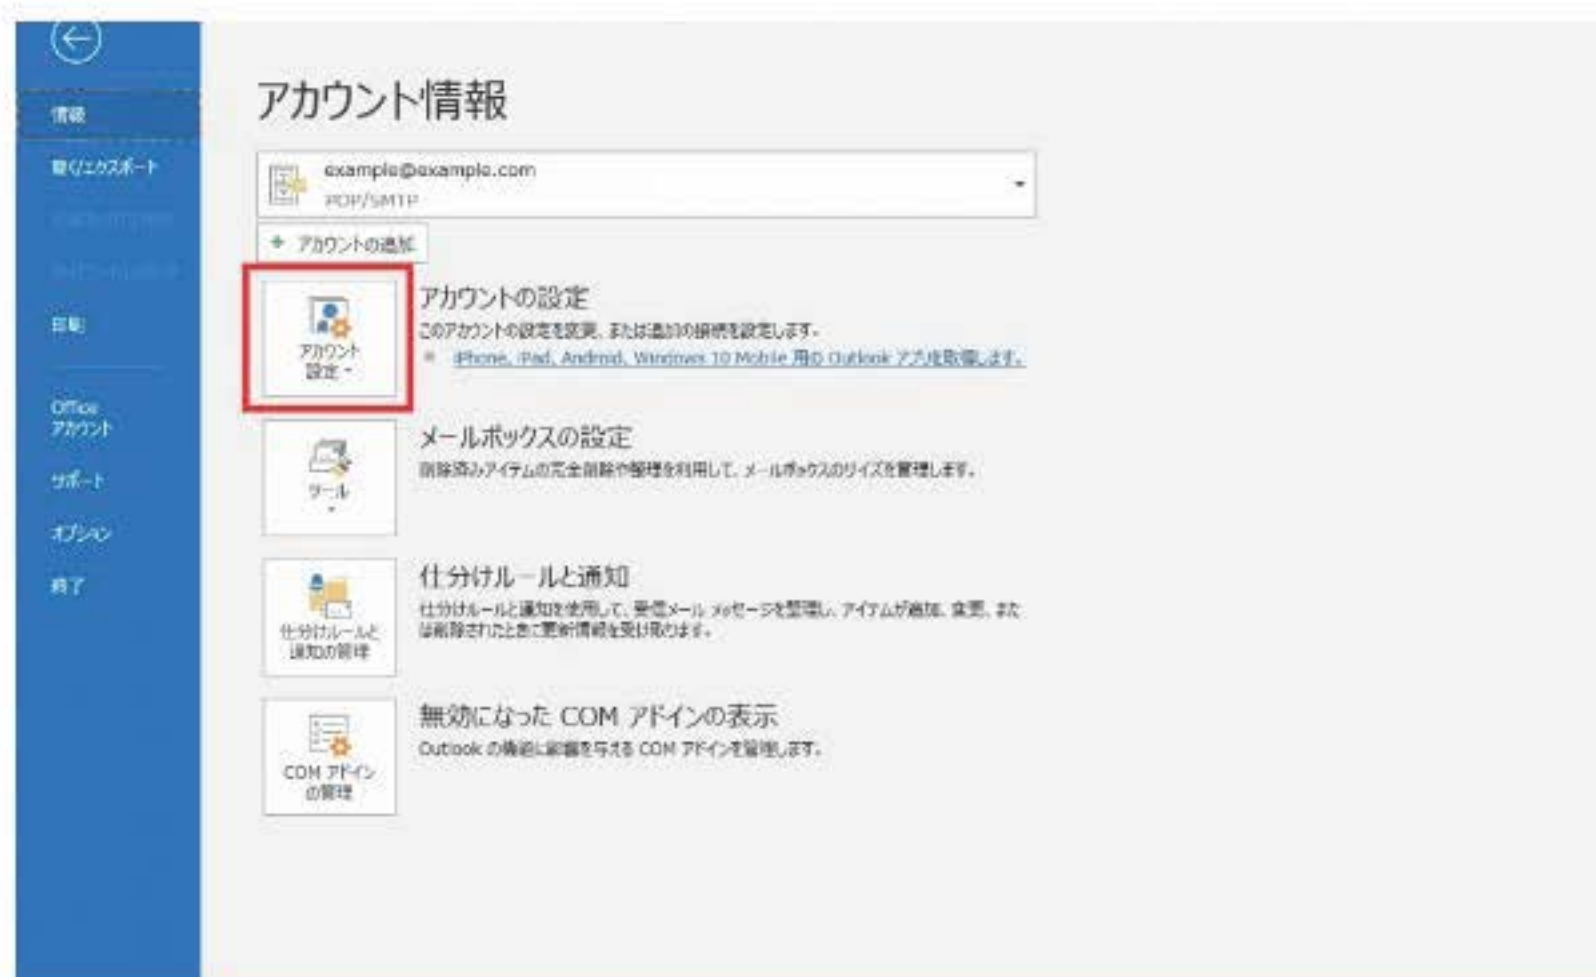 アカウント情報
情報
開く/エクスポート
印刷
Office
アカウント
サポート
オプション
終了
example@example.com
POP/SMTP
アカウントの追加
アカウント
設定
アカウントの設定
このアカウントの設定を変更、または追加の接続を設定します。
iPhone、iPad、Android、Windows 10 Mobile 用の Outlook アプリを取得します。
ツール
メールボックスの設定
削除済みアイテムの完全削除や整理を利用して、メールボックスのサイズを管理します。
仕分けルールと
通知の管理
仕分けルールと通知
仕分けルールと通知を使用して、受信メール メッセージを整理し、アイテムが追加、変更、また
は削除されたときに更新情報を受け取ります。
COM アドイン
の管理
無効になった COM アドインの表示
Outlook の機能に影響を与える COM アドインを管理します。